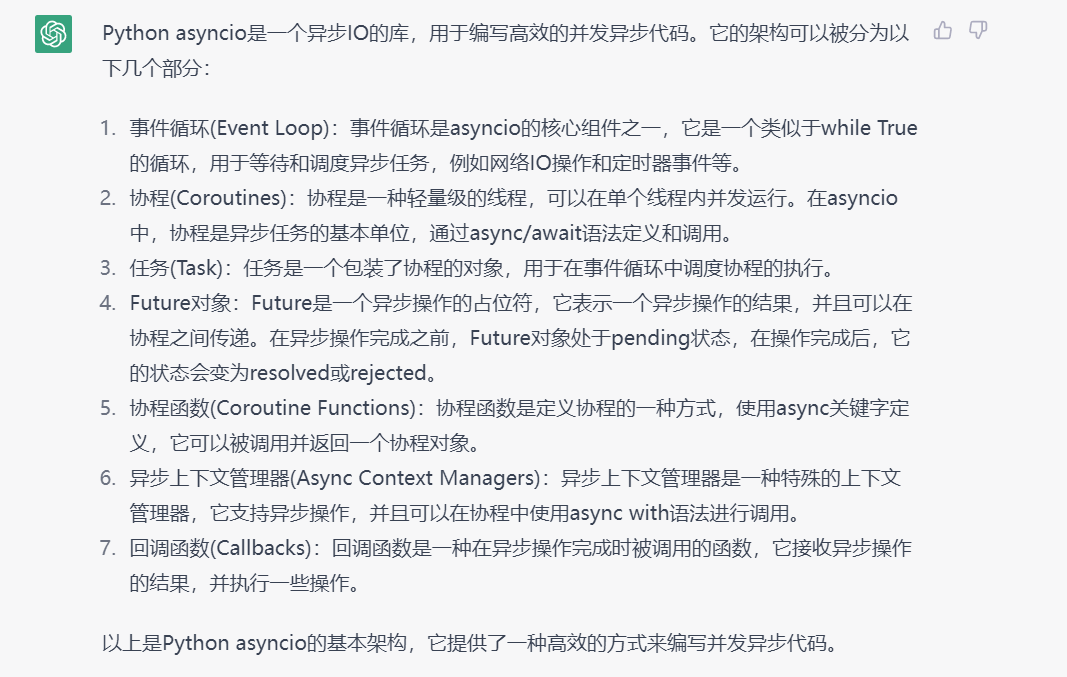 Python asyncio是一个异步IO的库，用于编写高效的并发异步代码。它的架构可以被分为以
下几个部分：
1. 事件循环(Event Loop)：事件循环是asyncio的核心组件之一，它是一个类似于while True
的循环，用于等待和调度异步任务，例如网络IO操作和定时器事件等。
2. 协程(Coroutines)：协程是一种轻量级的线程，可以在单个线程内并发运行。在asyncio
中，协程是异步任务的基本单位，通过async/await语法定义和调用。
3. 任务(Task)：任务是一个包装了协程的对象，用于在事件循环中调度协程的执行。
4. Future对象：Future是一个异步操作的占位符，它表示一个异步操作的结果，并且可以在
协程之间传递。在异步操作完成之前，Future对象处于pending状态，在操作完成后，它
的状态会变为resolved或rejected。
5. 协程函数(Coroutine Functions)：协程函数是定义协程的一种方式，使用async关键字定
义，它可以被调用并返回一个协程对象。
6. 异步上下文管理器(Async Context Managers)：异步上下文管理器是一种特殊的上下文
管理器，它支持异步操作，并且可以在协程中使用async with语法进行调用。
7. 回调函数(Callbacks)：回调函数是一种在异步操作完成时被调用的函数，它接收异步操作
的结果，并执行一些操作。
以上是Python asyncio的基本架构，它提供了一种高效的方式来编写并发异步代码。